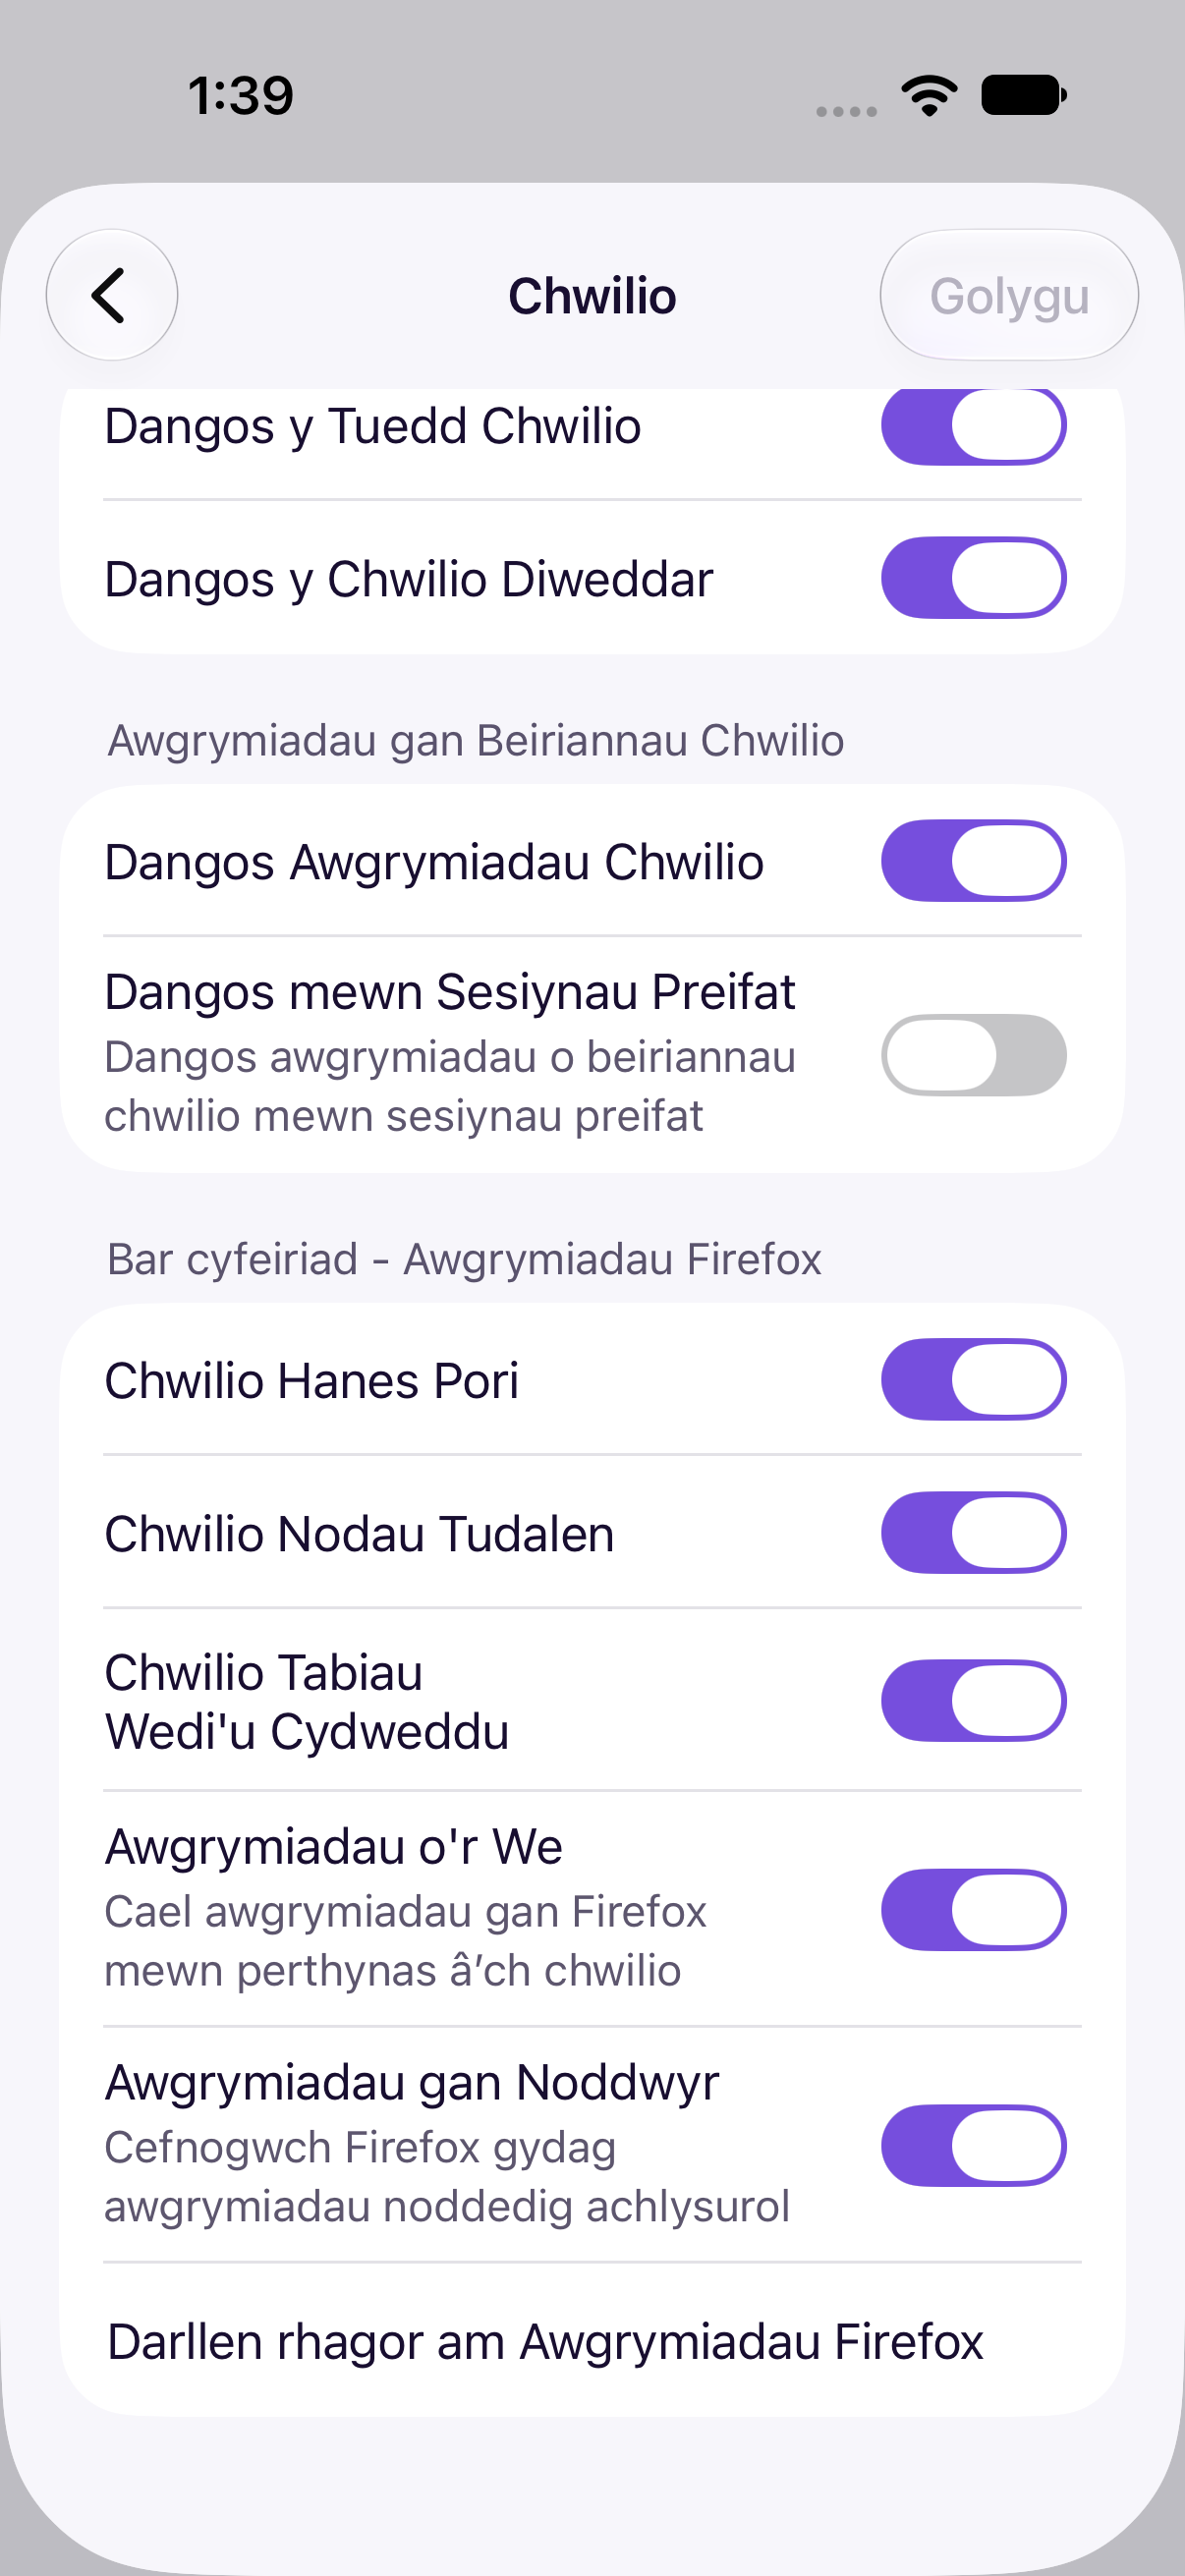 1:39
Chwilio
Golygu
Dangos y Tuedd Chwilio
Dangos y Chwilio Diweddar
Awgrymiadau gan Beiriannau Chwilio
Dangos Awgrymiadau Chwilio
Dangos mewn Sesiynau Preifat
Dangos awgrymiadau o beiriannau
chwilio mewn sesiynau preifat
Bar cyfeiriad - Awgrymiadau Firefox
Chwilio Hanes Pori
Chwilio Nodau Tudalen
Chwilio Tabiau
Wedi'u Cydweddu
Awgrymiadau o'r We
Cael awgrymiadau gan Firefox
mewn perthynas â’ch chwilio
Awgrymiadau gan Noddwyr
Cefnogwch Firefox gydag
awgrymiadau noddedig achlysurol
Darllen rhagor am Awgrymiadau Firefox